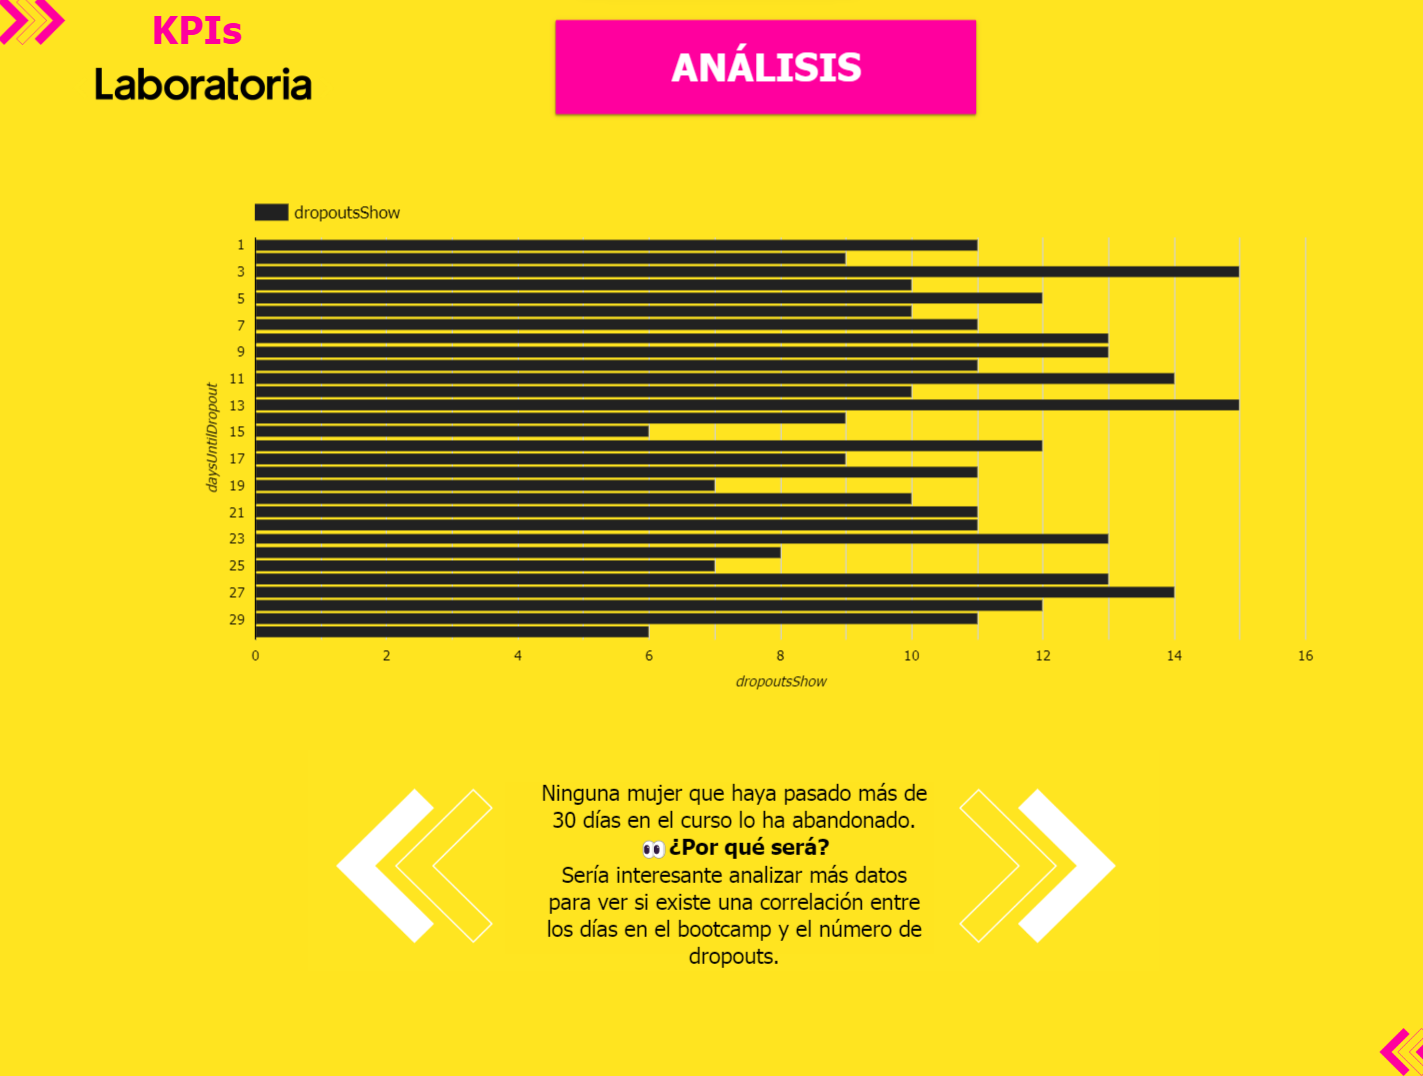 KPIs
Laboratoria
ANÁLISIS
dropoutsShow
daysUntilDropout
1
3
5
7
9
11
13
15
17
19
21
23
25
27
29
0 2 4 6 8 10 12 14 16
dropoutsShow
Ninguna mujer que haya pasado más de
30 días en el curso lo ha abandonado.
👀 ¿Por qué será?
Sería interesante analizar más datos
para ver si existe una correlación entre
los días en el bootcamp y el número de
dropouts.